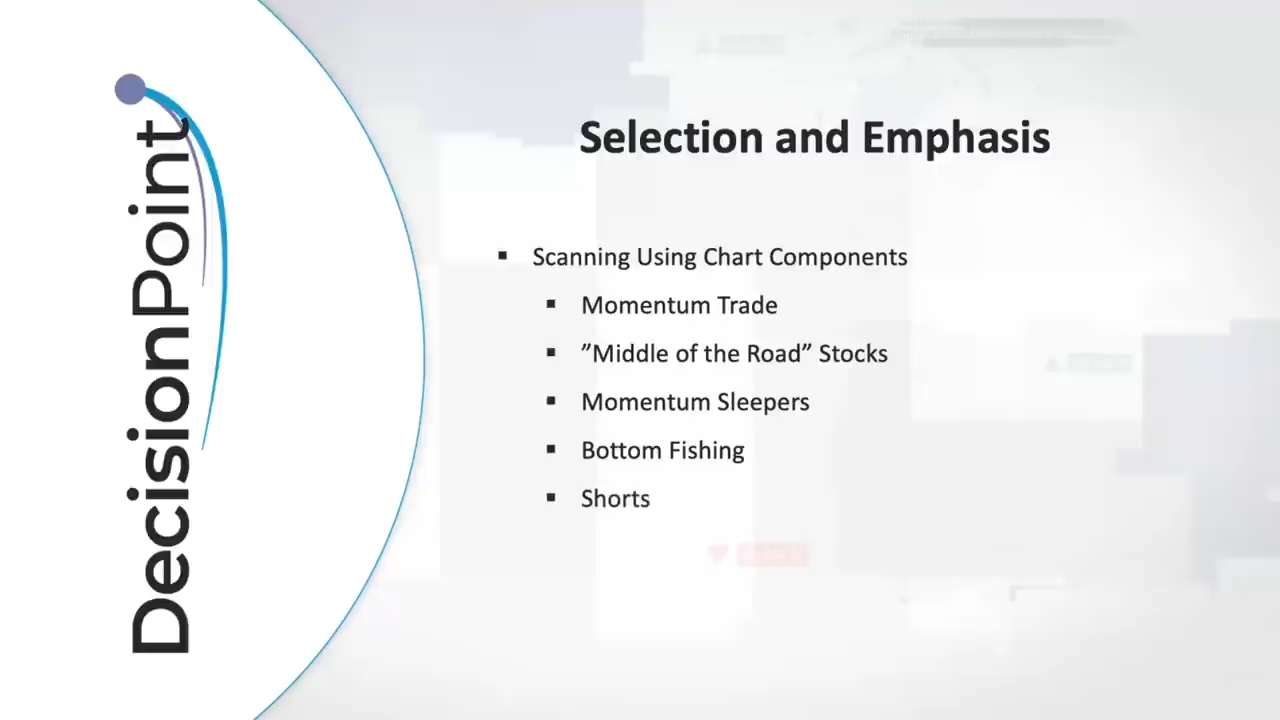 DecisionPoint
Selection and Emphasis
▪ Scanning Using Chart Components
▪ Momentum Trade
▪ ”Middle of the Road” Stocks
▪ Momentum Sleepers
▪ Bottom Fishing
▪ Shorts